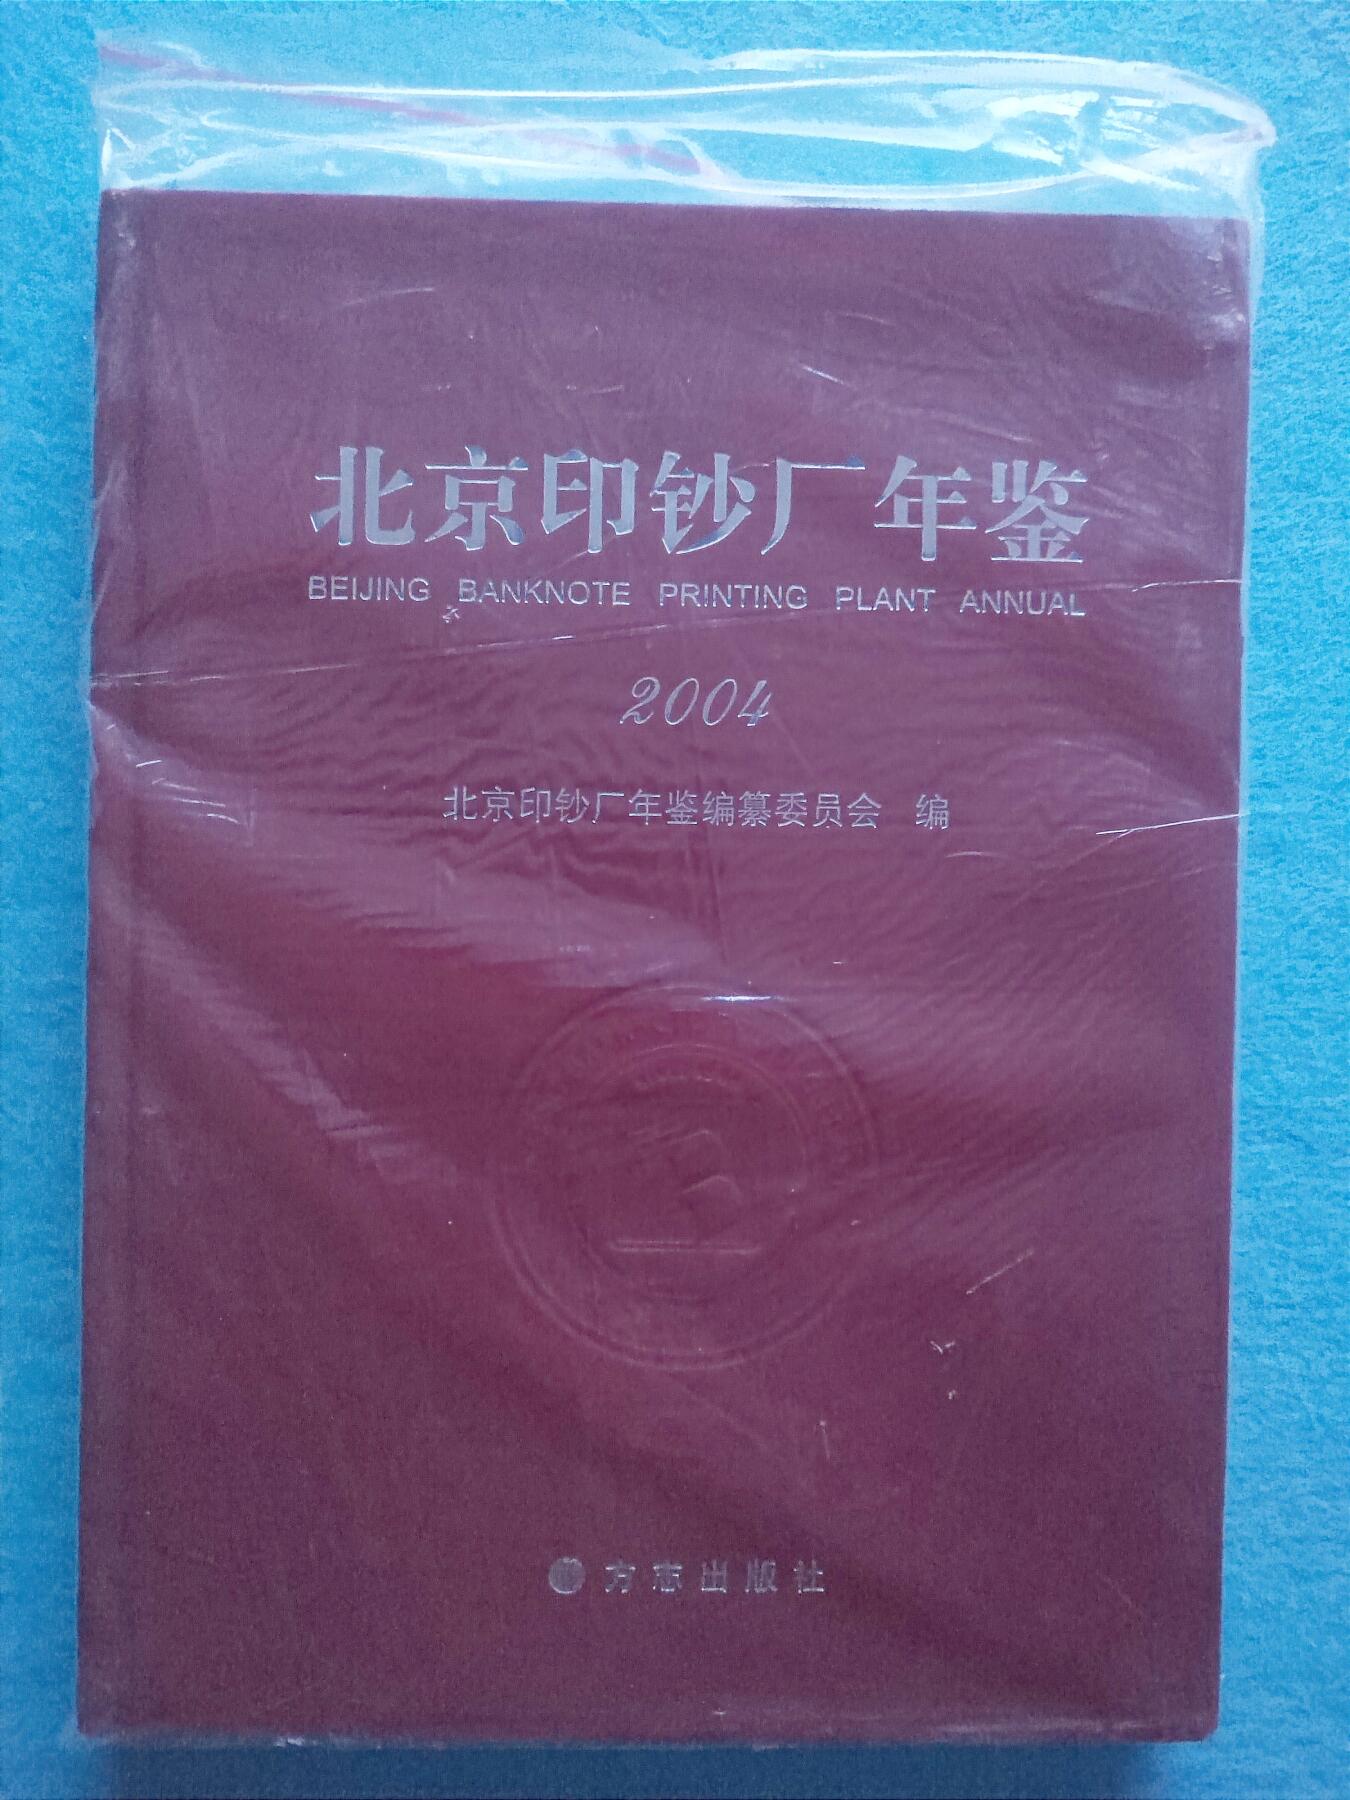 北京印钞厂年鉴
BEIJING BANKNOTE PRINTING PLANT ANNUAL
2004
北京印钞厂年鉴编纂委员会 编
方志出版社